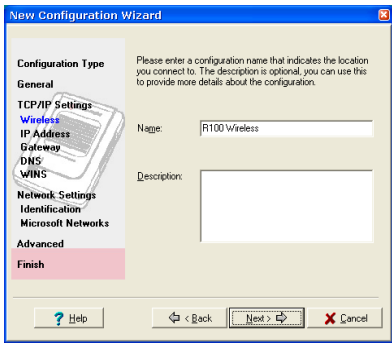 New Configuration Wizard
Configuration Type
General
TCP/IP Settings
Wireless
IP Address
Gateway
DNS
WINS
Network Settings
Identification
Microsoft Networks
Advanced
Finish
Please enter a configuration name that indicates the location
you connect to. The description is optional, you can use this
to provide more details about the configuration.
Name:
R100 Wireless
Description:
? Help
< Back
Next >
Cancel